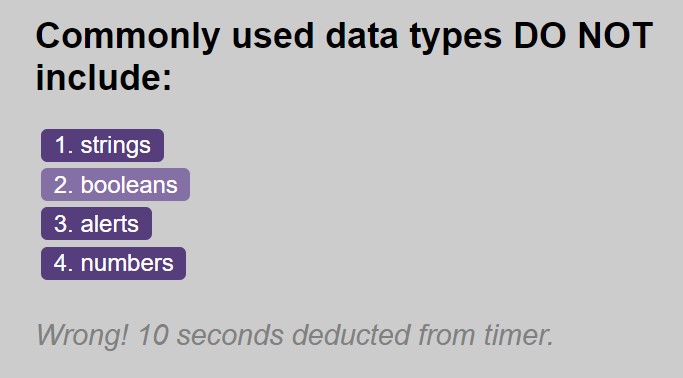 Commonly used data types DO NOT
include:
1. strings
2. booleans
3. alerts
4. numbers
Wrong! 10 seconds deducted from timer.